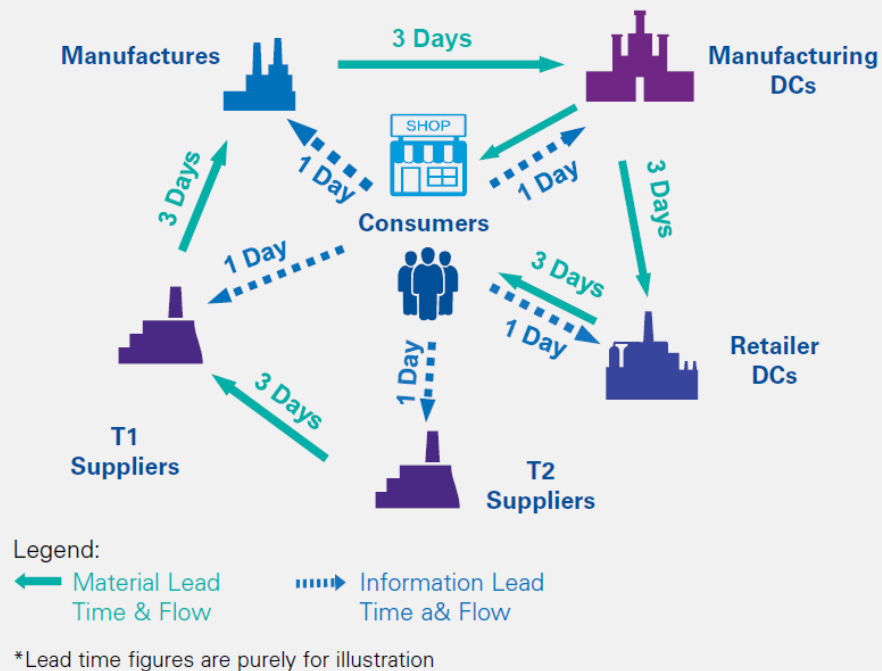 3 Days
Manufactures
Manufacturing
DCs
SHOP
3 Days
1 Day
1 Day
3 Days
Consumers
1 Day
3 Days
1 Day
Retailer
DCs
1 Day
3 Days
T1
Suppliers
T2
Suppliers
Legend:
Material Lead
Time & Flow
Information Lead
Time a& Flow
*Lead time figures are purely for illustration